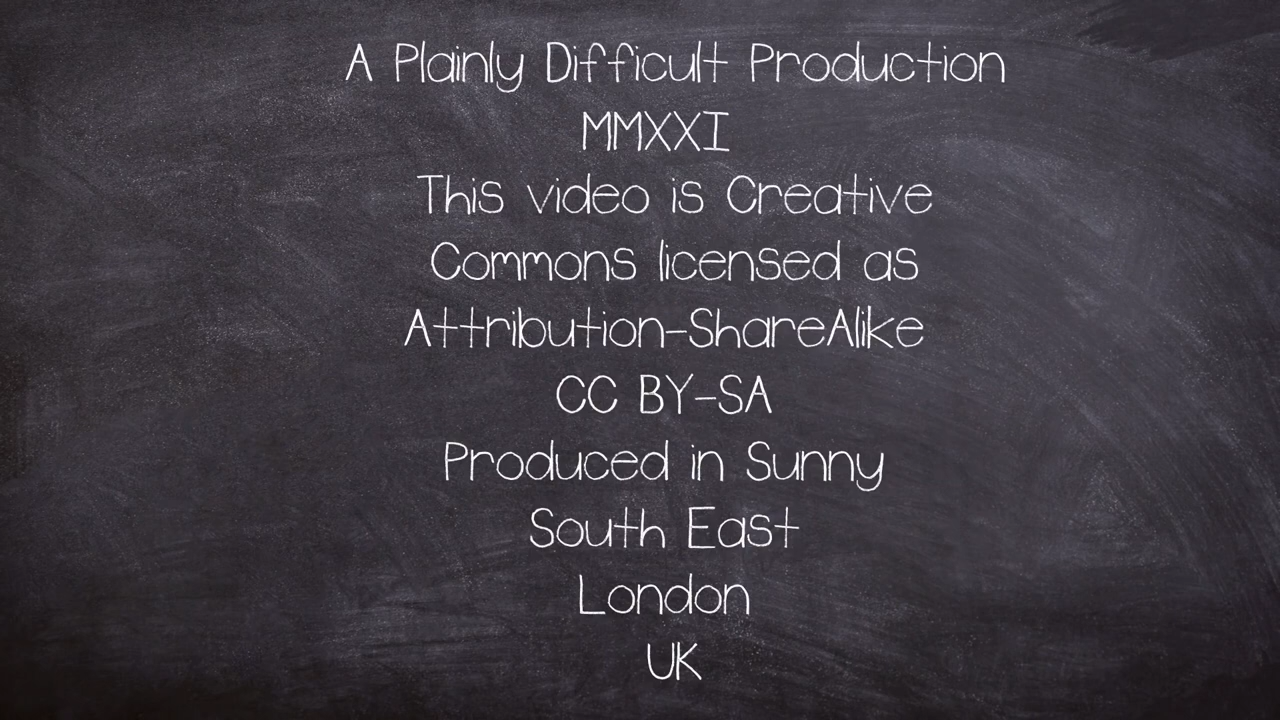 A Plainly Difficult Production
MMXXI
This video is Creative
Commons licensed as
Attribution-ShareAlike
CC BY-SA
Produced in Sunny
South East
London
UK